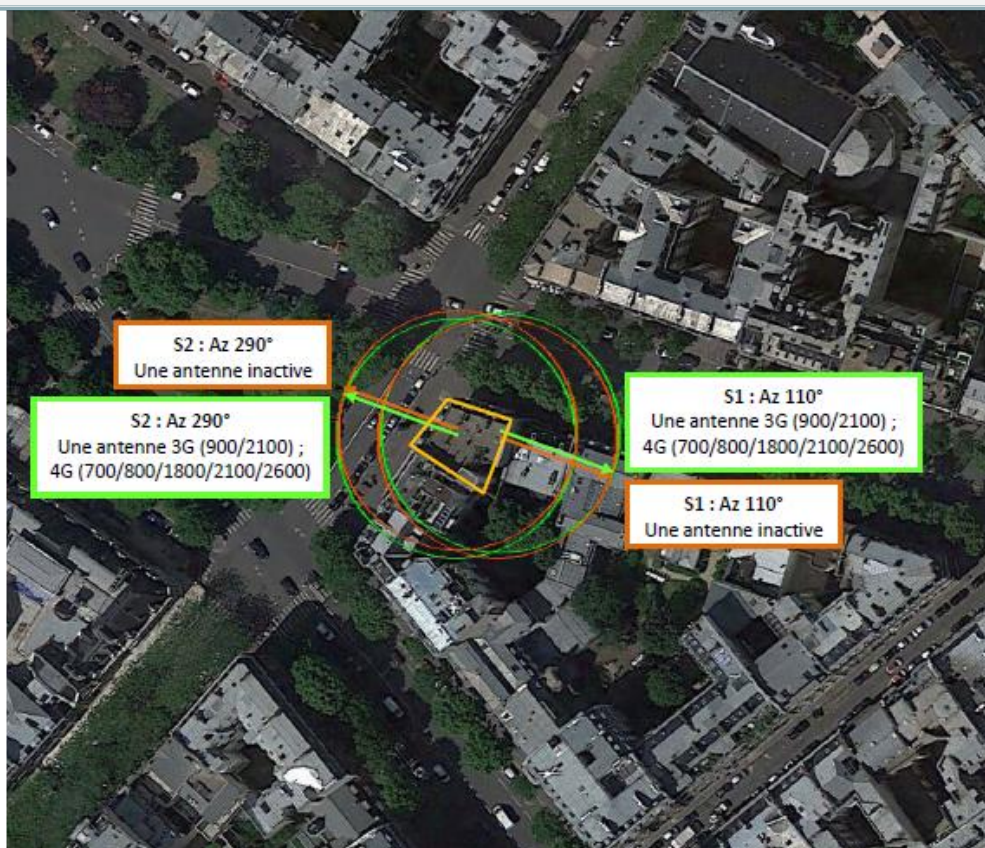 S2 : Az 290°
Une antenne inactive
S2 : Az 290°
Une antenne 3G (900/2100) ;
4G (700/800/1800/2100/2600)
S1 : Az 110°
Une antenne 3G (900/2100) ;
4G (700/800/1800/2100/2600)
S1 : Az 110°
Une antenne inactive